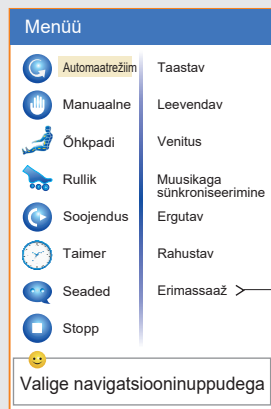 Menüü
Automaatrežiim
Manuaalne
Õhkpadi
Rullik
Soojendus
Taimer
Seaded
Stopp
Taastav
Leevendav
Venitus
Muusikaga
sünkroniseerimine
Ergutav
Rahustav
Erimassaaž
Valige navigatsiooninuppudega